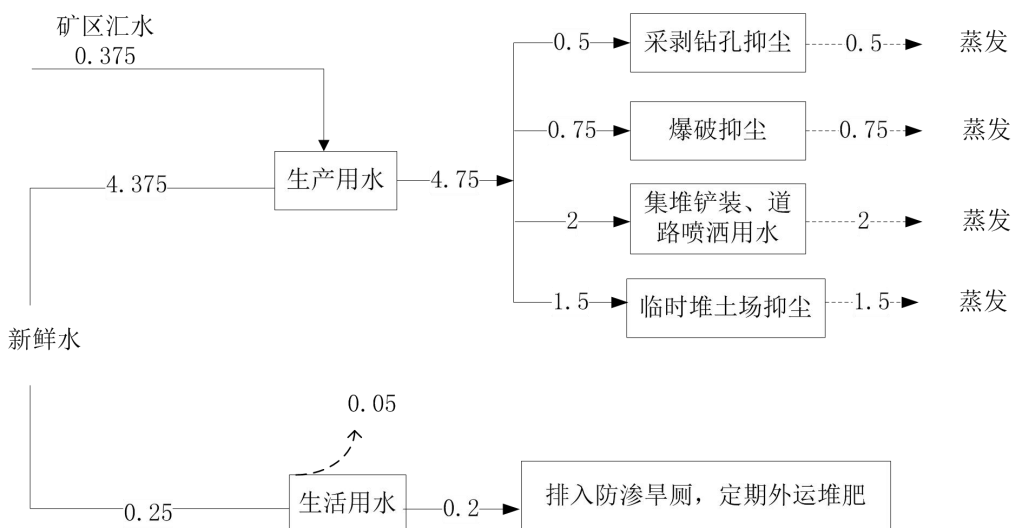 矿区汇水
0.375
0.5
采剥钻孔抑尘
0.5
蒸发
0.75
爆破抑尘
0.75
蒸发
4.375
生产用水
4.75
2
集堆铲装、道
路喷洒用水
2
蒸发
1.5
临时堆土场抑尘
1.5
蒸发
新鲜水
0.05
0.25
生活用水
0.2
排入防渗旱厕，定期外运堆肥